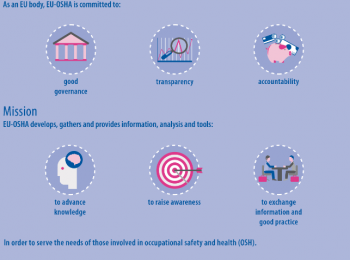 As an EU body, EU-OSHA is committed to:
good
governance
transparency
accountability
Mission
EU-OSHA develops, gathers and provides information, analysis and tools:
to advance
knowledge
to raise awareness
to exchange
information and
good practice
In order to serve the needs of those involved in occupational safety and health (OSH).